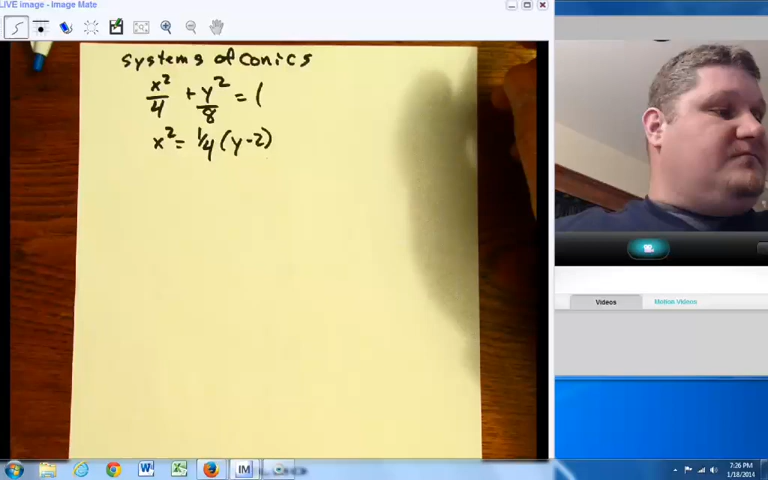 LIVE image - Image Mate
systems of conics
x²/4 + y²/8 = 1
x² = 1/4 (y-2)
Videos
Motion Videos
IM
7:26 PM
1/18/2014